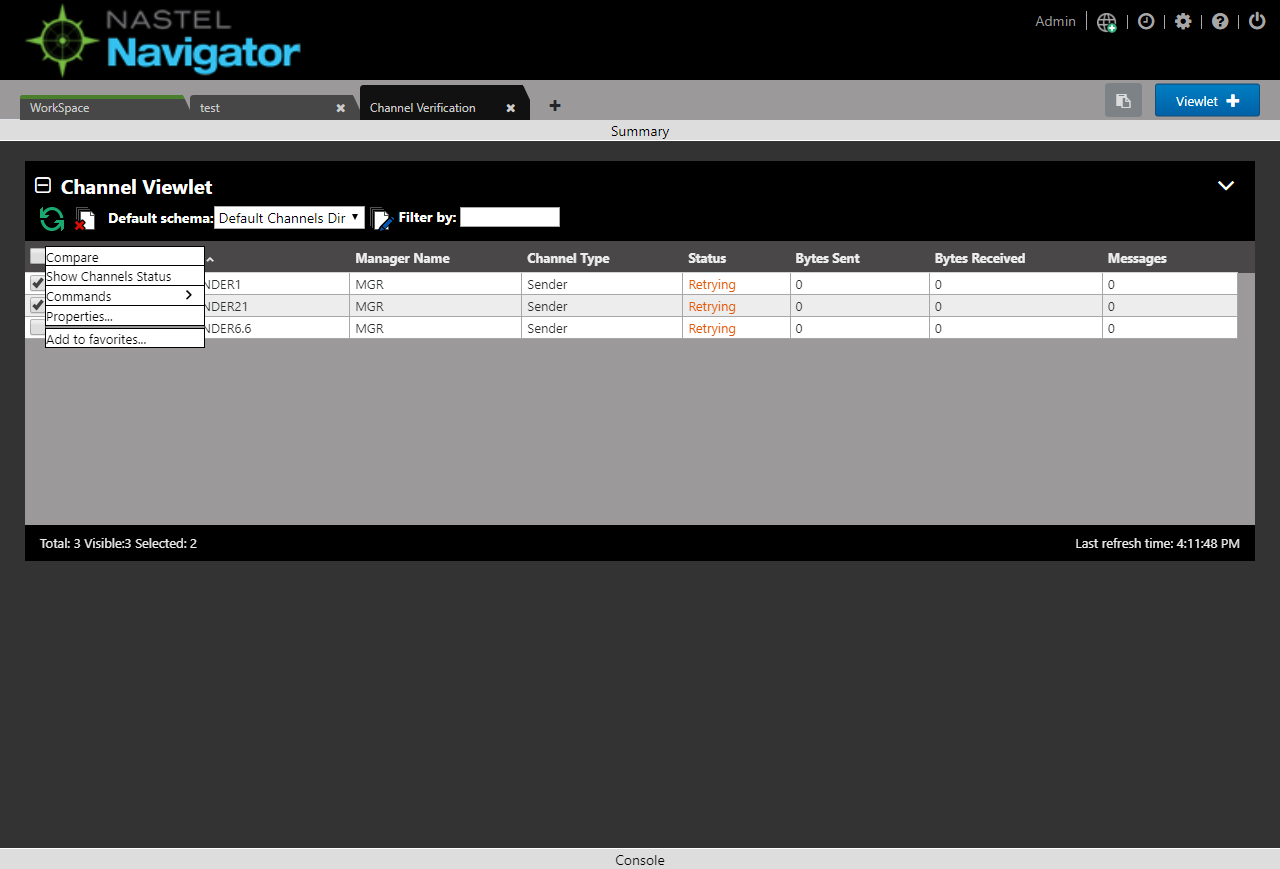 NASTEL
Navigator
Admin
WorkSpace
test
Channel Verification
Viewlet
Summary
Channel Viewlet
Default schema: Default Channels Dir Filter by:
Manager Name Channel Type Status Bytes Sent Bytes Received Messages
Compare
Show Channels Status
Commands
Properties...
Add to favorites...
NDER1 MGR Sender Retrying 0 0 0
NDER21 MGR Sender Retrying 0 0 0
NDER6.6 MGR Sender Retrying 0 0 0
Total: 3 Visible:3 Selected: 2
Last refresh time: 4:11:48 PM
Console